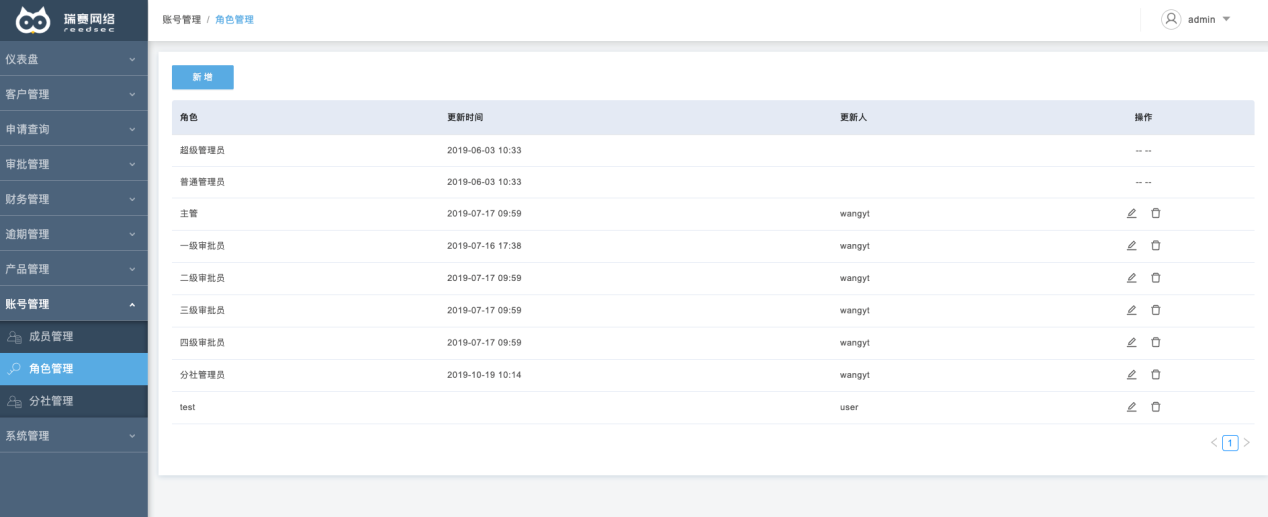 瑞赛网络
reedsec
账号管理 / 角色管理
admin
仪表盘
客户管理
申请查询
审批管理
财务管理
逾期管理
产品管理
账号管理
成员管理
角色管理
分社管理
系统管理
新 增
角色 更新时间 更新人 操作
超级管理员 2019-06-03 10:33 -- --
普通管理员 2019-06-03 10:33 -- --
主管 2019-07-17 09:59 wangyt
一级审批员 2019-07-16 17:38 wangyt
二级审批员 2019-07-17 09:59 wangyt
三级审批员 2019-07-17 09:59 wangyt
四级审批员 2019-07-17 09:59 wangyt
分社管理员 2019-10-19 10:14 wangyt
test user
< 1 >